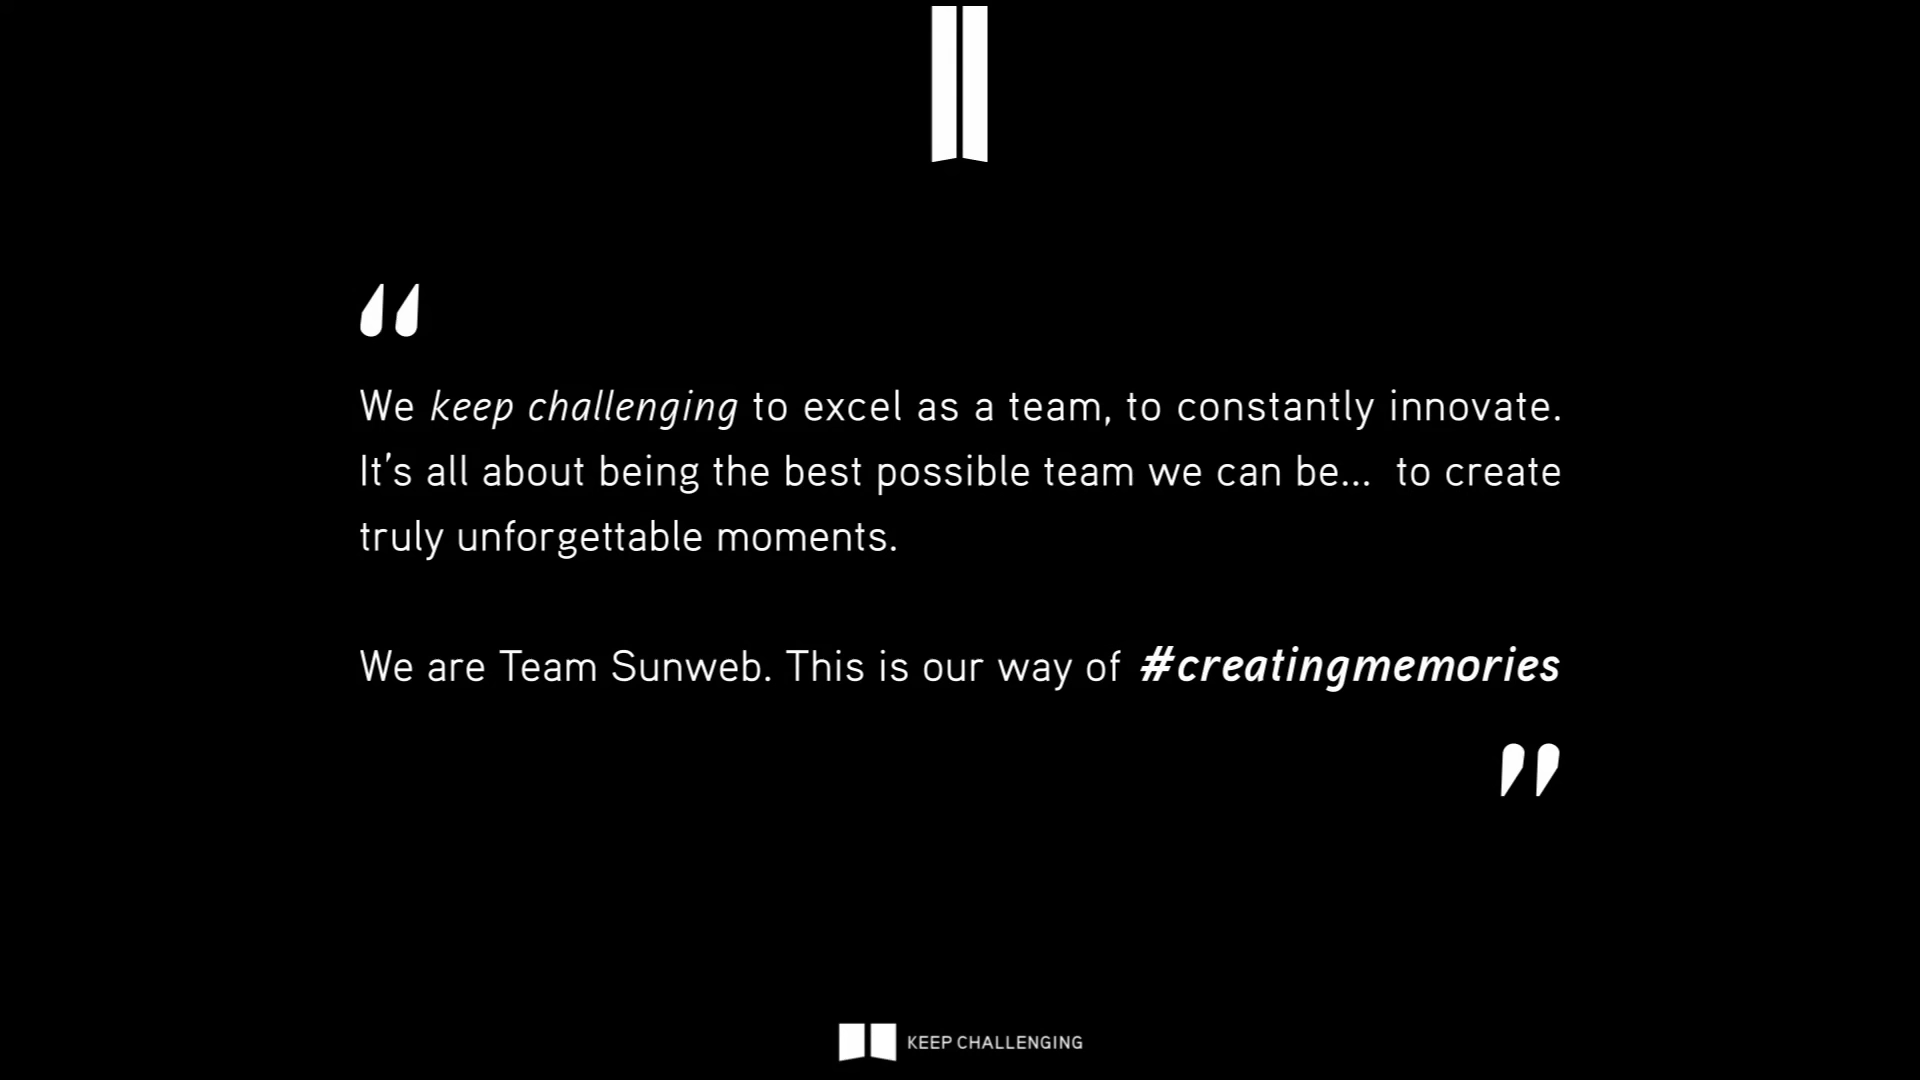 “
We keep challenging to excel as a team, to constantly innovate.
It’s all about being the best possible team we can be...  to create
truly unforgettable moments.
We are Team Sunweb. This is our way of #creatingmemories
”
KEEP CHALLENGING